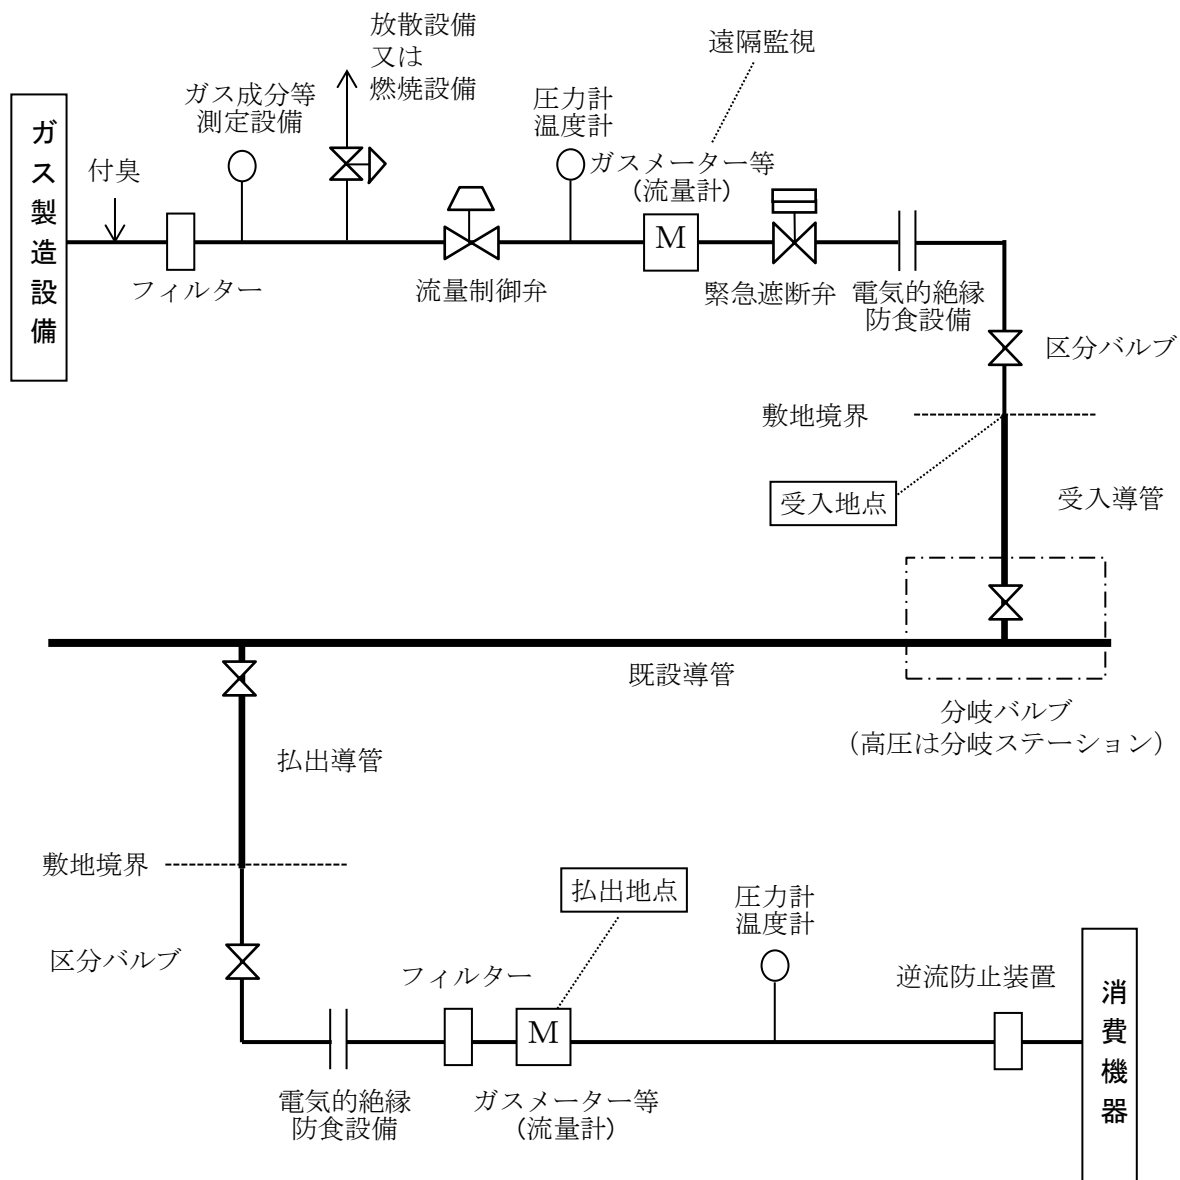 放散設備
又は
燃焼設備
遠隔監視
ガス成分等
測定設備
圧力計
温度計
ガス製造設備
付臭
ガスメーター等
（流量計）
M
フィルター
流量制御弁
緊急遮断弁
電気的絶縁
防食設備
区分バルブ
敷地境界
受入地点
受入導管
既設導管
分岐バルブ
（高圧は分岐ステーション）
払出導管
敷地境界
払出地点
圧力計
温度計
区分バルブ
フィルター
逆流防止装置
M
消費機器
電気的絶縁
防食設備
ガスメーター等
（流量計）